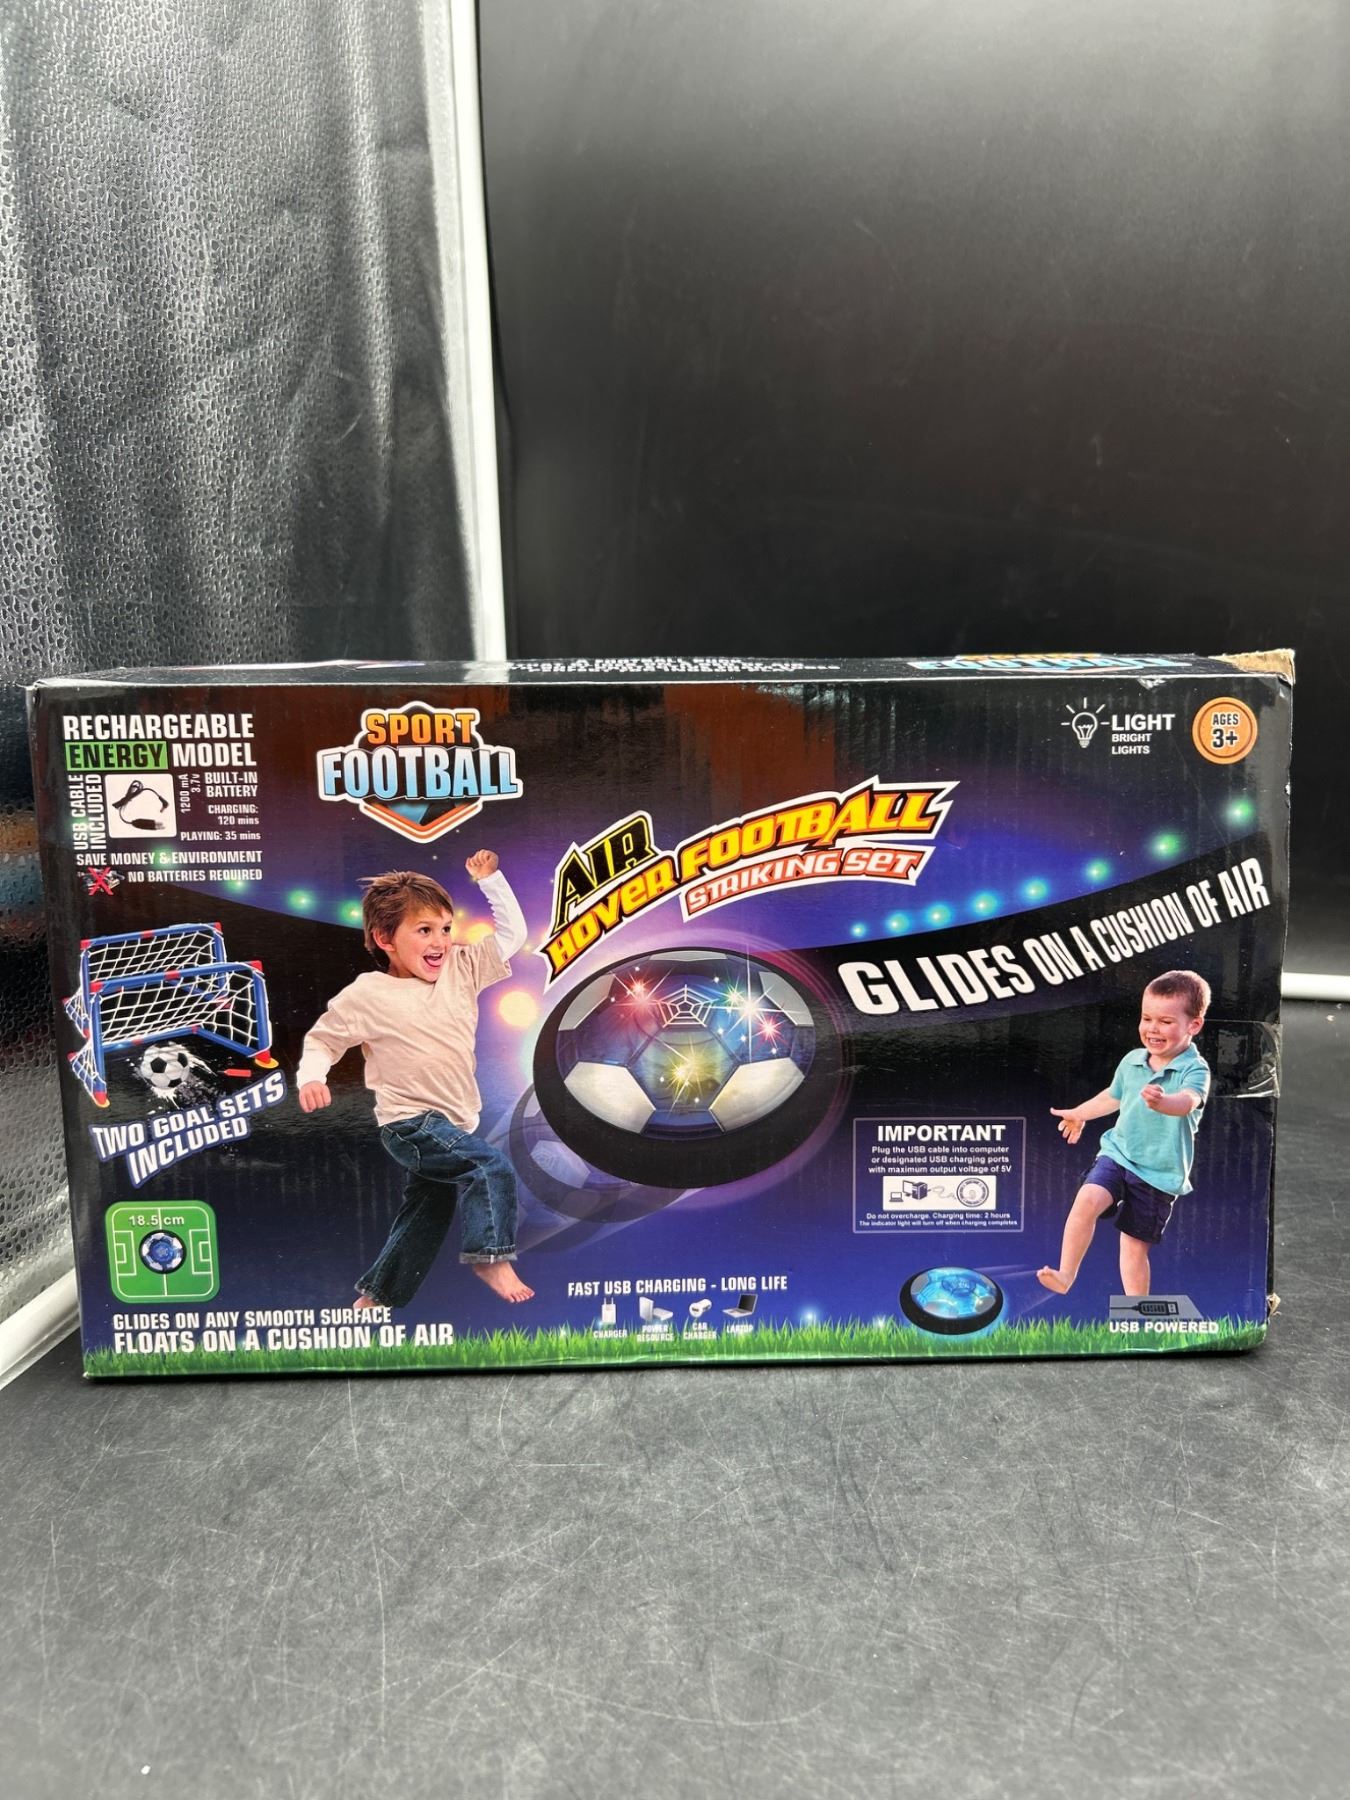 SPORT
FOOTBALL
RECHARGEABLE
ENERGY MODEL
USB CABLE
INCLUDED
1200 mA
3.7v
BUILT-IN
BATTERY
CHARGING:
120 mins
PLAYING: 35 mins
SAVE MONEY & ENVIRONMENT
NO BATTERIES REQUIRED
LIGHT
BRIGHT
LIGHTS
AGES
3+
AIR
HOVER FOOTBALL
STRIKING SET
GLIDES ON A CUSHION OF AIR
TWO GOAL SETS
INCLUDED
IMPORTANT
Plug the USB cable into computer
or designated USB charging ports
with maximum output voltage of 5V
Do not overcharge. Charging time: 2 hours
The indicator light will turn off when charging completes
18.5 cm
GLIDES ON ANY SMOOTH SURFACE
FLOATS ON A CUSHION OF AIR
FAST USB CHARGING - LONG LIFE
CHARGER
POWER
RESOURCE
CAR
CHARGER
LAPTOP
USB
USB POWERED